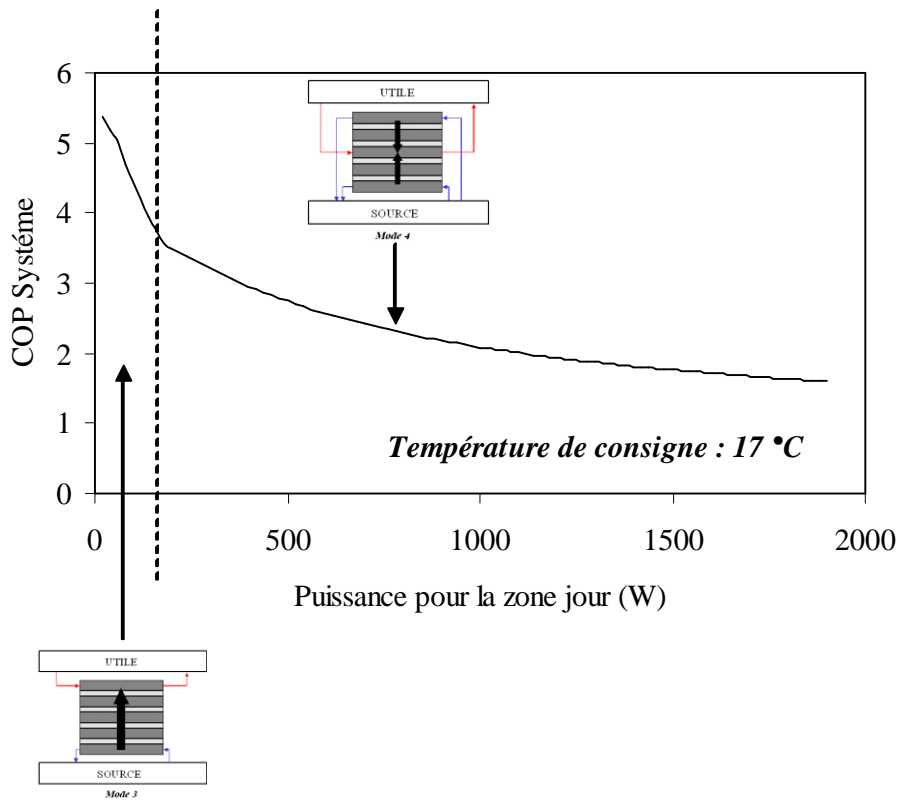 6
5
4
3
2
1
0
COP Systéme
UTILE
SOURCE
Mode 4
Température de consigne : 17 °C
0 500 1000 1500 2000
Puissance pour la zone jour (W)
UTILE
SOURCE
Mode 3